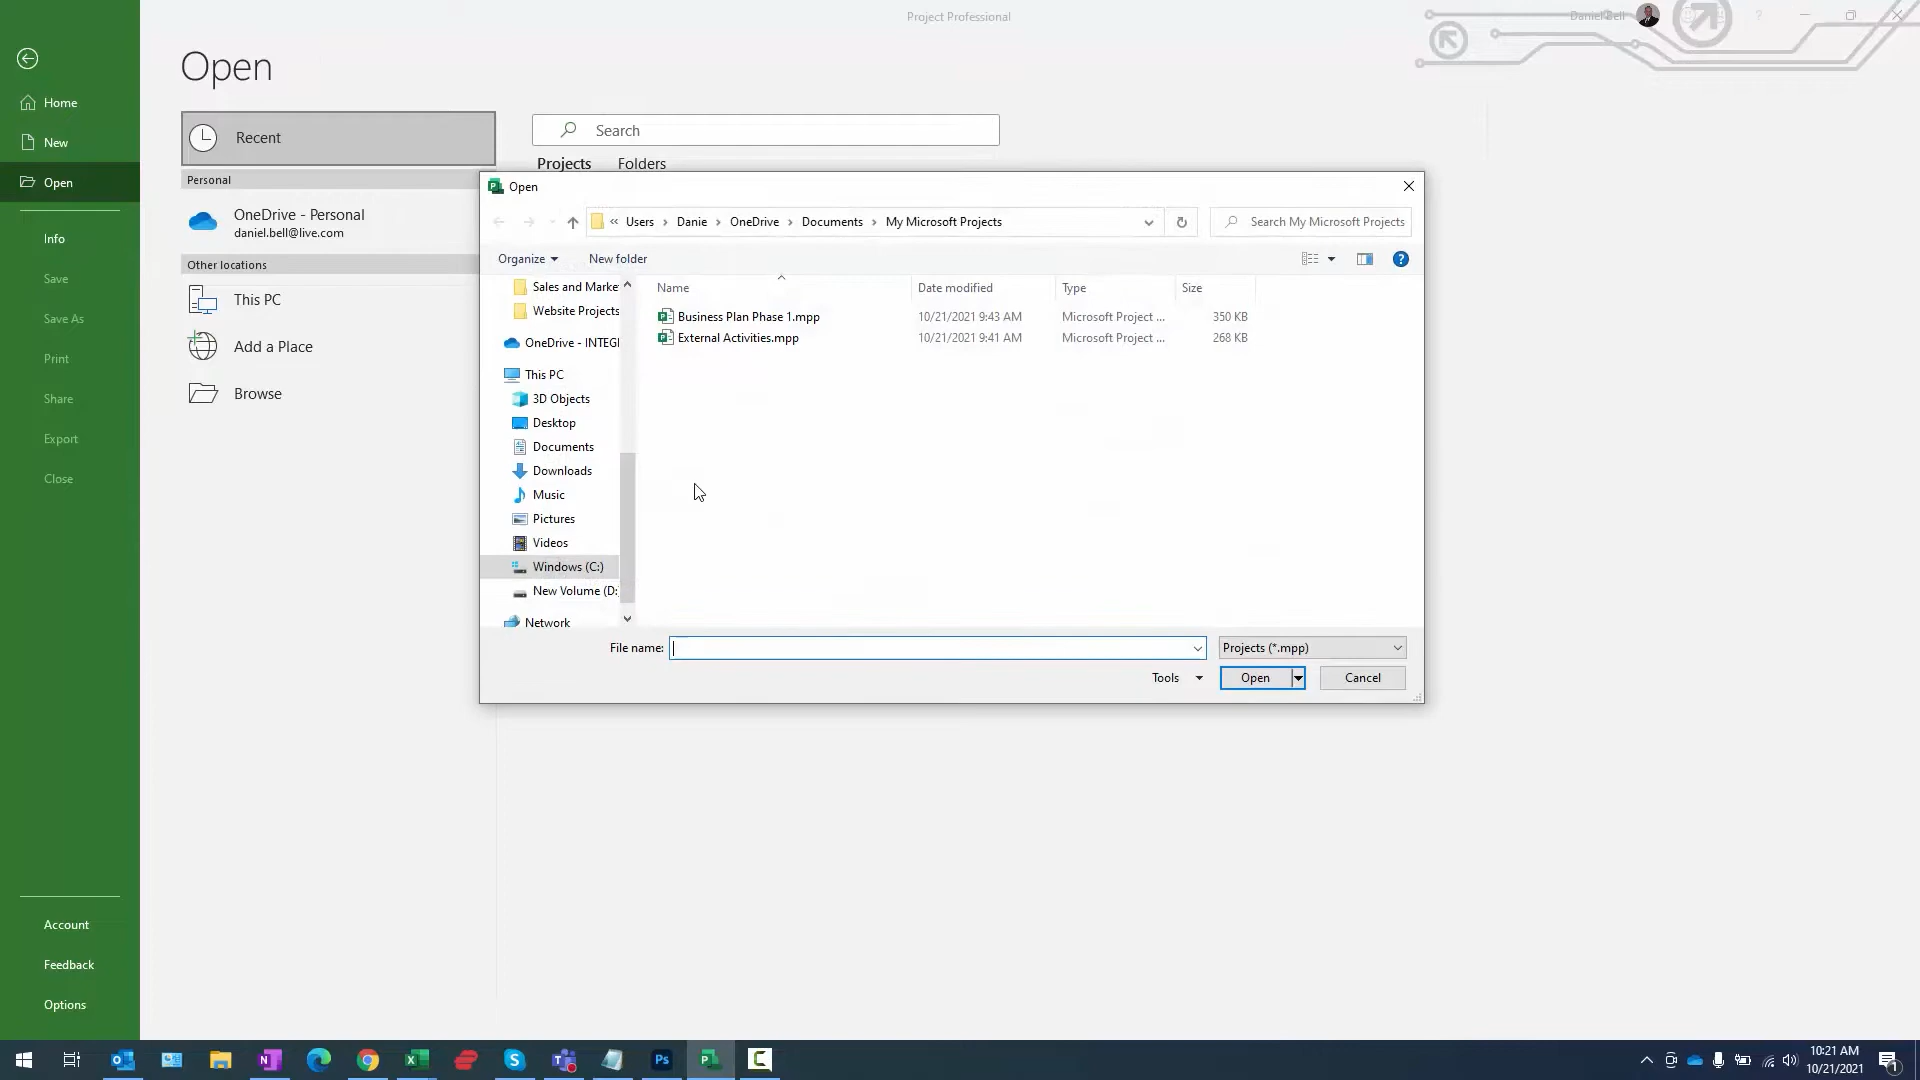 Project Professional
Daniel Bell
Open
Home
New
Open
Info
Save
Save As
Print
Share
Export
Close
Account
Feedback
Options
Recent
Personal
OneDrive - Personal
daniel.bell@live.com
Other locations
This PC
Add a Place
Browse
Search
Projects Folders
Open
« Users › Danie › OneDrive › Documents › My Microsoft Projects
Search My Microsoft Projects
Organize
New folder
Sales and Marke
Website Projects
OneDrive - INTEG
This PC
3D Objects
Desktop
Documents
Downloads
Music
Pictures
Videos
Windows (C:)
New Volume (D:
Network
Name Date modified Type Size
Business Plan Phase 1.mpp 10/21/2021 9:43 AM Microsoft Project ... 350 KB
External Activities.mpp 10/21/2021 9:41 AM Microsoft Project ... 268 KB
File name:
Projects (*.mpp)
Tools
Open
Cancel
10:21 AM
10/21/2021
1